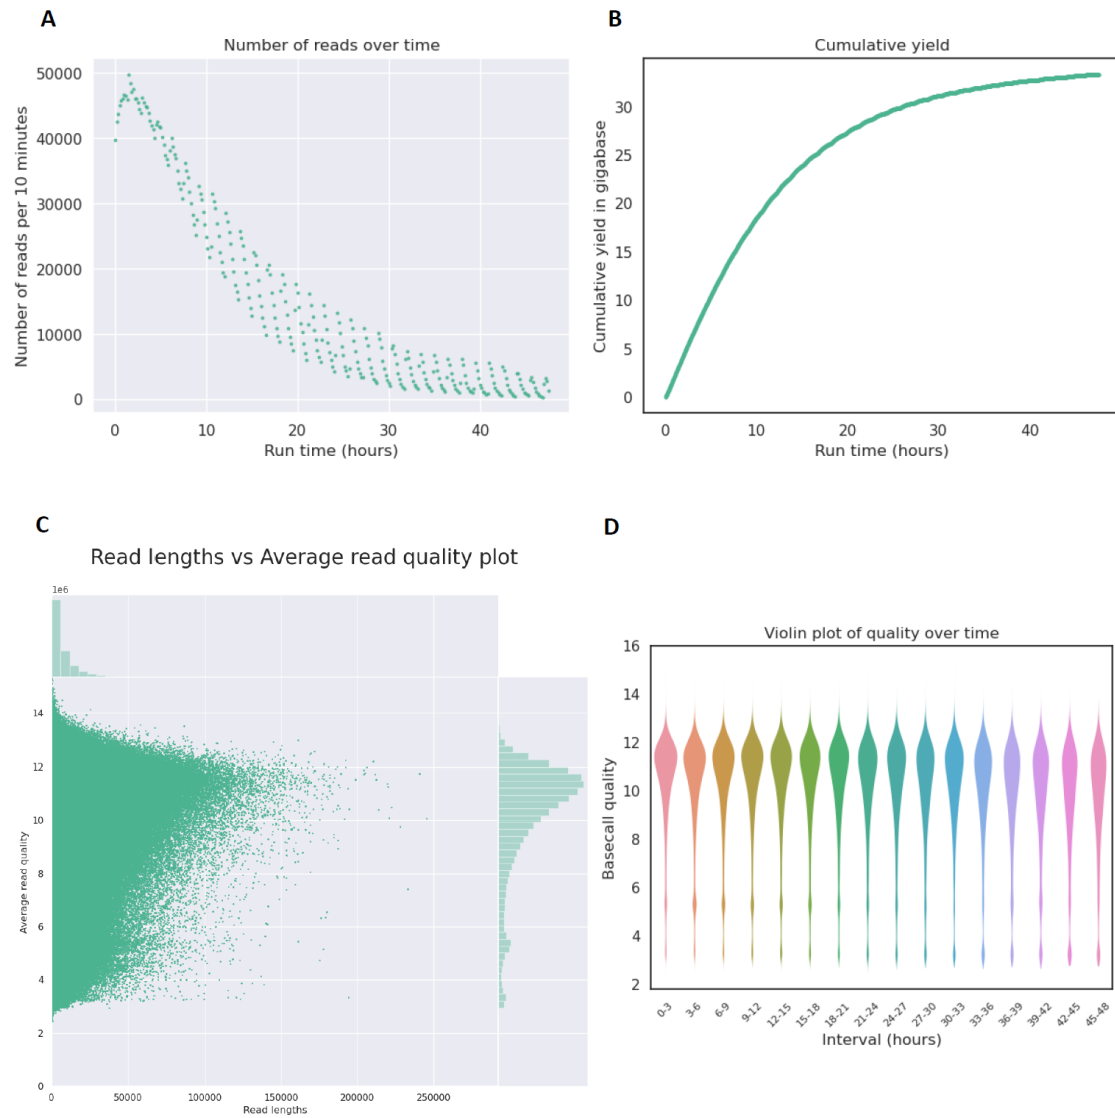 A
Number of reads over time
Number of reads per 10 minutes
50000
40000
30000
20000
10000
0
0 10 20 30 40
Run time (hours)
B
Cumulative yield
Cumulative yield in gigabase
30
25
20
15
10
5
0
0 10 20 30 40
Run time (hours)
C
Read lengths vs Average read quality plot
1e6
Average read quality
14
12
10
8
6
4
2
0
0 50000 100000 150000 200000 250000
Read lengths
D
Violin plot of quality over time
Basecall quality
16
14
12
10
8
6
4
2
0-3 3-6 6-9 9-12 12-15 15-18 18-21 21-24 24-27 27-30 30-33 33-36 36-39 39-42 42-45 45-48
Interval (hours)